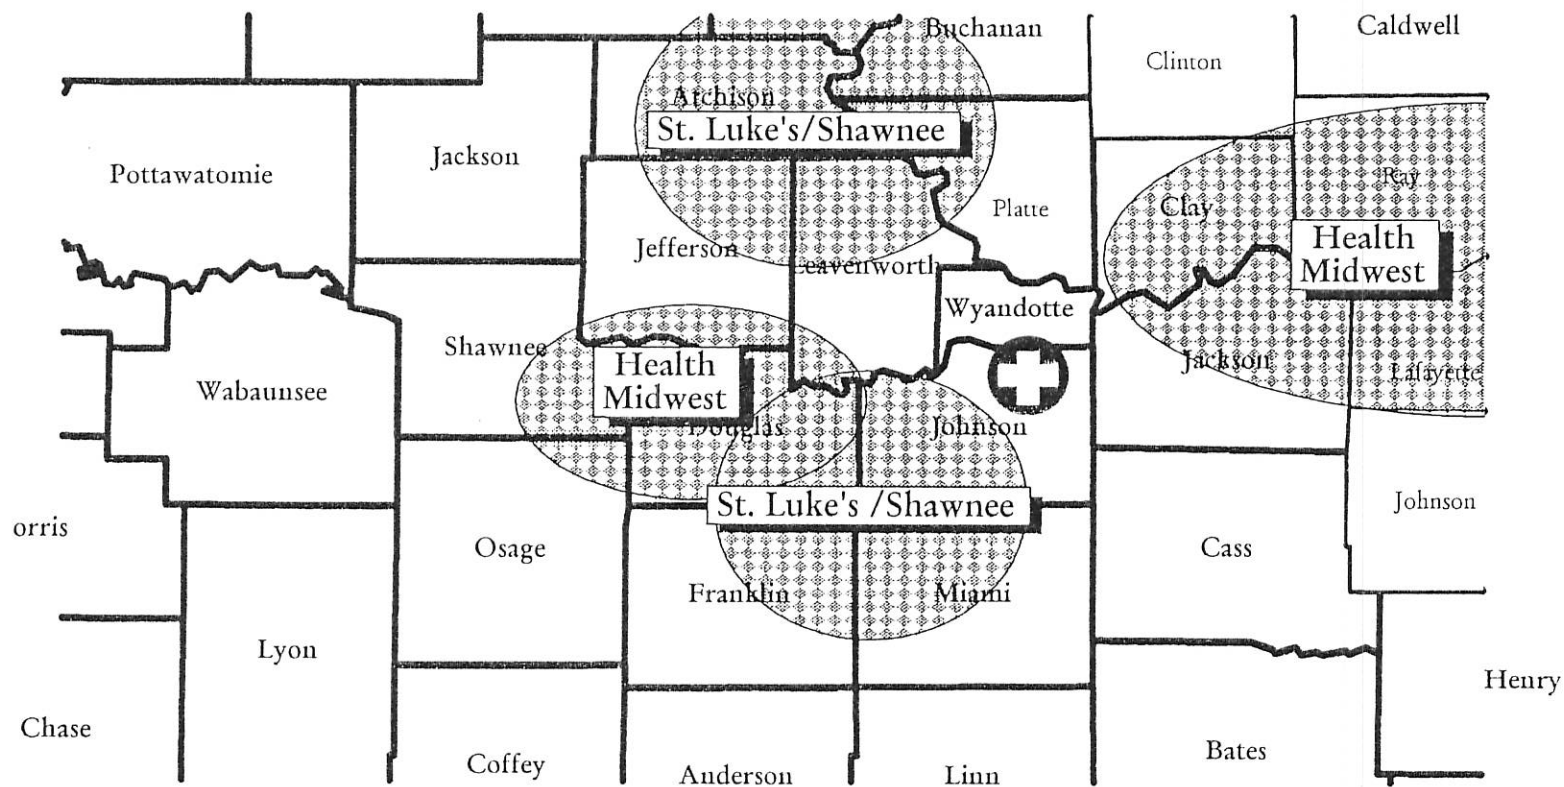 Buchanan
Caldwell
Clinton
Atchison
St. Luke's/Shawnee
Jackson
Pottawatomie
Ray
Clay
Platte
Jefferson
Leavenworth
Health
Midwest
Wyandotte
Shawnee
Health
Midwest
Jackson
Lafayette
Wabaunsee
Douglas
Johnson
St. Luke's /Shawnee
Johnson
orris
Osage
Cass
Franklin
Miami
Lyon
Henry
Chase
Coffey
Anderson
Linn
Bates